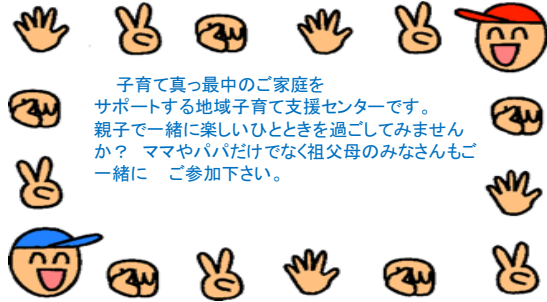 子育て真っ最中のご家庭を
サポートする地域子育て支援センターです。
親子で一緒に楽しいひとときを過ごしてみません
か？　ママやパパだけでなく祖父母のみなさんもご
一緒に　ご参加下さい。